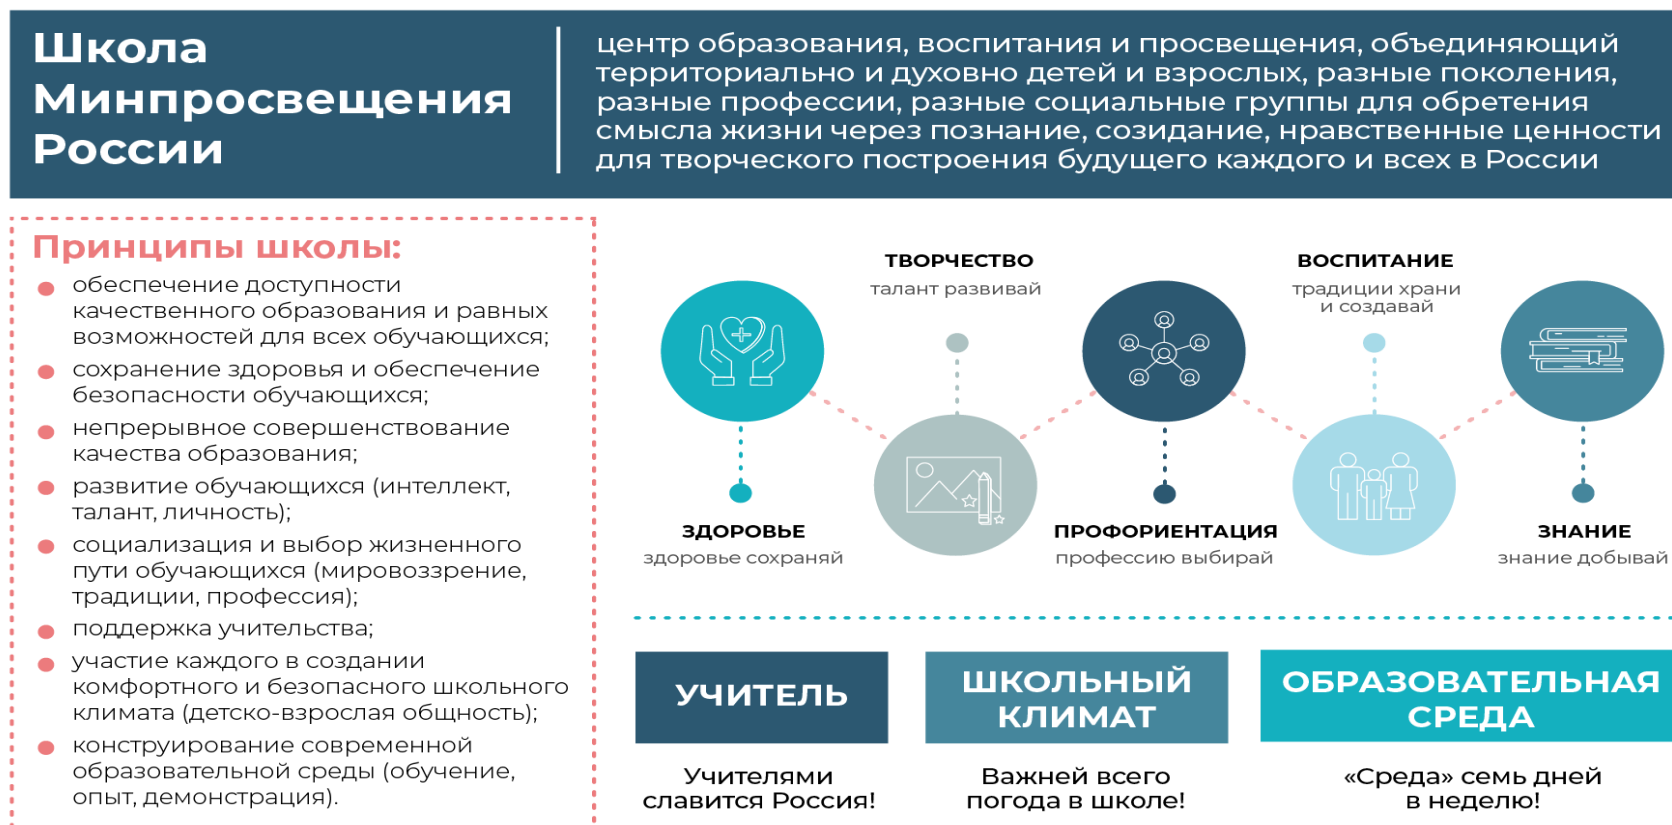 Школа
Минпросвещения
России
центр образования, воспитания и просвещения, объединяющий
территориально и духовно детей и взрослых, разные поколения,
разные профессии, разные социальные группы для обретения
смысла жизни через познание, созидание, нравственные ценности
для творческого построения будущего каждого и всех в России
Принципы школы:
обеспечение доступности
качественного образования и равных
возможностей для всех обучающихся;
сохранение здоровья и обеспечение
безопасности обучающихся;
непрерывное совершенствование
качества образования;
развитие обучающихся (интеллект,
талант, личность);
социализация и выбор жизненного
пути обучающихся (мировоззрение,
традиции, профессия);
поддержка учительства;
участие каждого в создании
комфортного и безопасного школьного
климата (детско-взрослая общность);
конструирование современной
образовательной среды (обучение,
опыт, демонстрация).
ТВОРЧЕСТВО
талант развивай
ВОСПИТАНИЕ
традиции храни
и создавай
ЗДОРОВЬЕ
здоровье сохраняй
ПРОФОРИЕНТАЦИЯ
профессию выбирай
ЗНАНИЕ
знание добывай
УЧИТЕЛЬ
Учителями
славится Россия!
ШКОЛЬНЫЙ
КЛИМАТ
Важней всего
погода в школе!
ОБРАЗОВАТЕЛЬНАЯ
СРЕДА
«Среда» семь дней
в неделю!